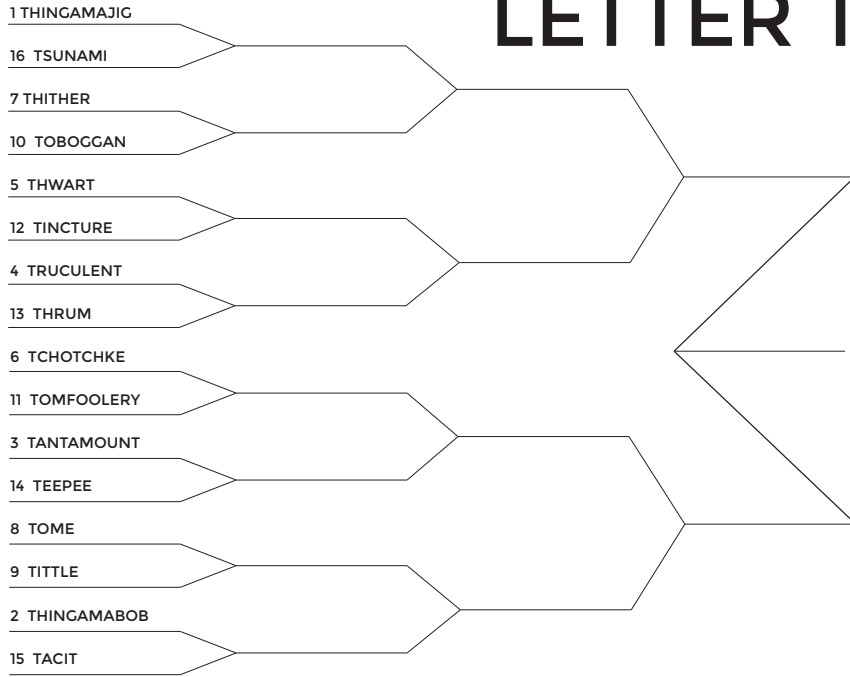 LETTER T
1 THINGAMAJIG
16 TSUNAMI
7 THITHER
10 TOBOGGAN
5 THWART
12 TINCTURE
4 TRUCULENT
13 THRUM
6 TCHOTCHKE
11 TOMFOOLERY
3 TANTAMOUNT
14 TEEPEE
8 TOME
9 TITTLE
2 THINGAMABOB
15 TACIT